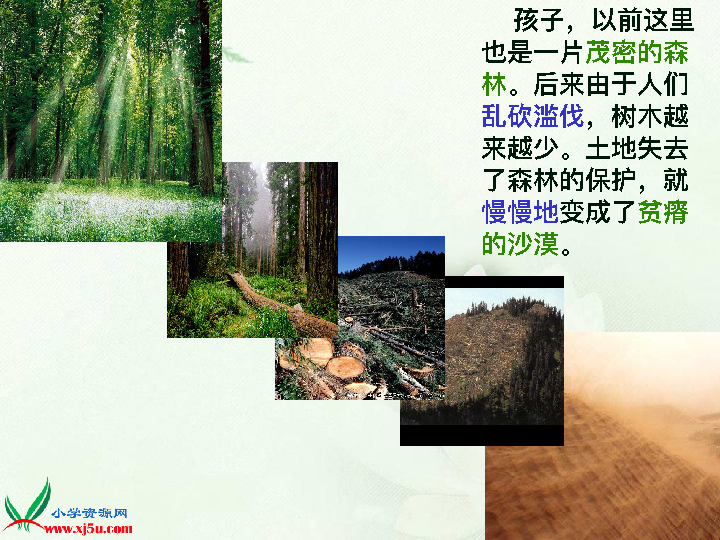 孩子，以前这里
也是一片茂密的森
林。后来由于人们
乱砍滥伐，树木越
来越少。土地失去
了森林的保护，就
慢慢地变成了贫瘠
的沙漠。
小学资源网
www.xj5u.com